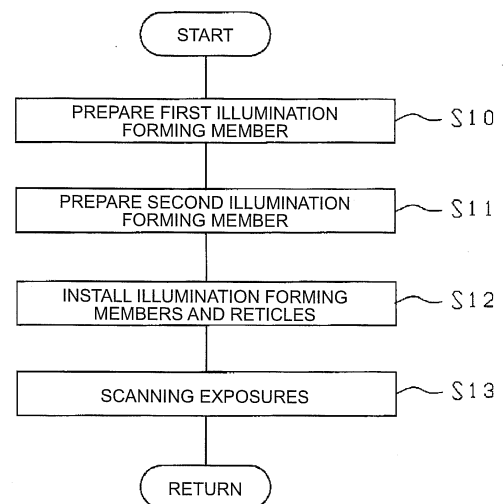 START
PREPARE FIRST ILLUMINATION
FORMING MEMBER
S10
PREPARE SECOND ILLUMINATION
FORMING MEMBER
S11
INSTALL ILLUMINATION FORMING
MEMBERS AND RETICLES
S12
SCANNING EXPOSURES
S13
RETURN